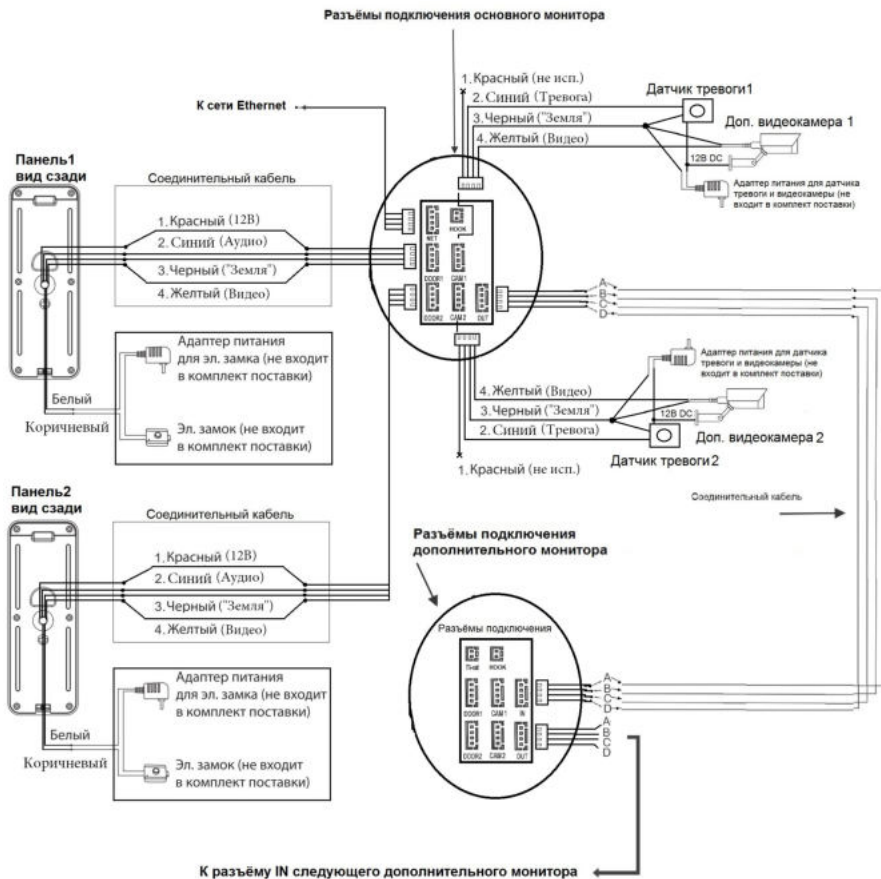 Разъёмы подключения основного монитора
К сети Ethernet
1. Красный (не исп.)
2. Синий (Тревога)
3. Черный ("Земля")
4. Желтый (Видео)
Датчик тревоги1
Доп. видеокамера 1
12В DC
Адаптер питания для датчика
тревоги и видеокамеры (не
входит в комплект поставки)
Панель1
вид сзади
Соединительный кабель
1. Красный (12В)
2. Синий (Аудио)
3. Черный ("Земля")
4. Желтый (Видео)
NET
HOOK
DOOR1
CAM1
DOOR2
CAM2
OUT
A
B
C
D
Адаптер питания
для эл. замка (не входит
в комплект поставки)
Белый
Коричневый
Эл. замок (не входит
в комплект поставки)
4. Желтый (Видео)
3. Черный ("Земля")
2. Синий (Тревога)
1. Красный (не исп.)
Адаптер питания для датчика
тревоги и видеокамеры (не
входит в комплект поставки)
12В DC
Доп. видеокамера 2
Датчик тревоги2
Соединительный кабель
Панель2
вид сзади
Соединительный кабель
1. Красный (12В)
2. Синий (Аудио)
3. Черный ("Земля")
4. Желтый (Видео)
Адаптер питания
для эл. замка (не входит
в комплект поставки)
Белый
Коричневый
Эл. замок (не входит
в комплект поставки)
Разъёмы подключения
дополнительного монитора
Разъёмы подключения
HOOK
DOOR1
CAM1
IN
DOOR2
CAM2
OUT
A
B
C
D
A
B
C
D
К разъёму IN следующего дополнительного монитора